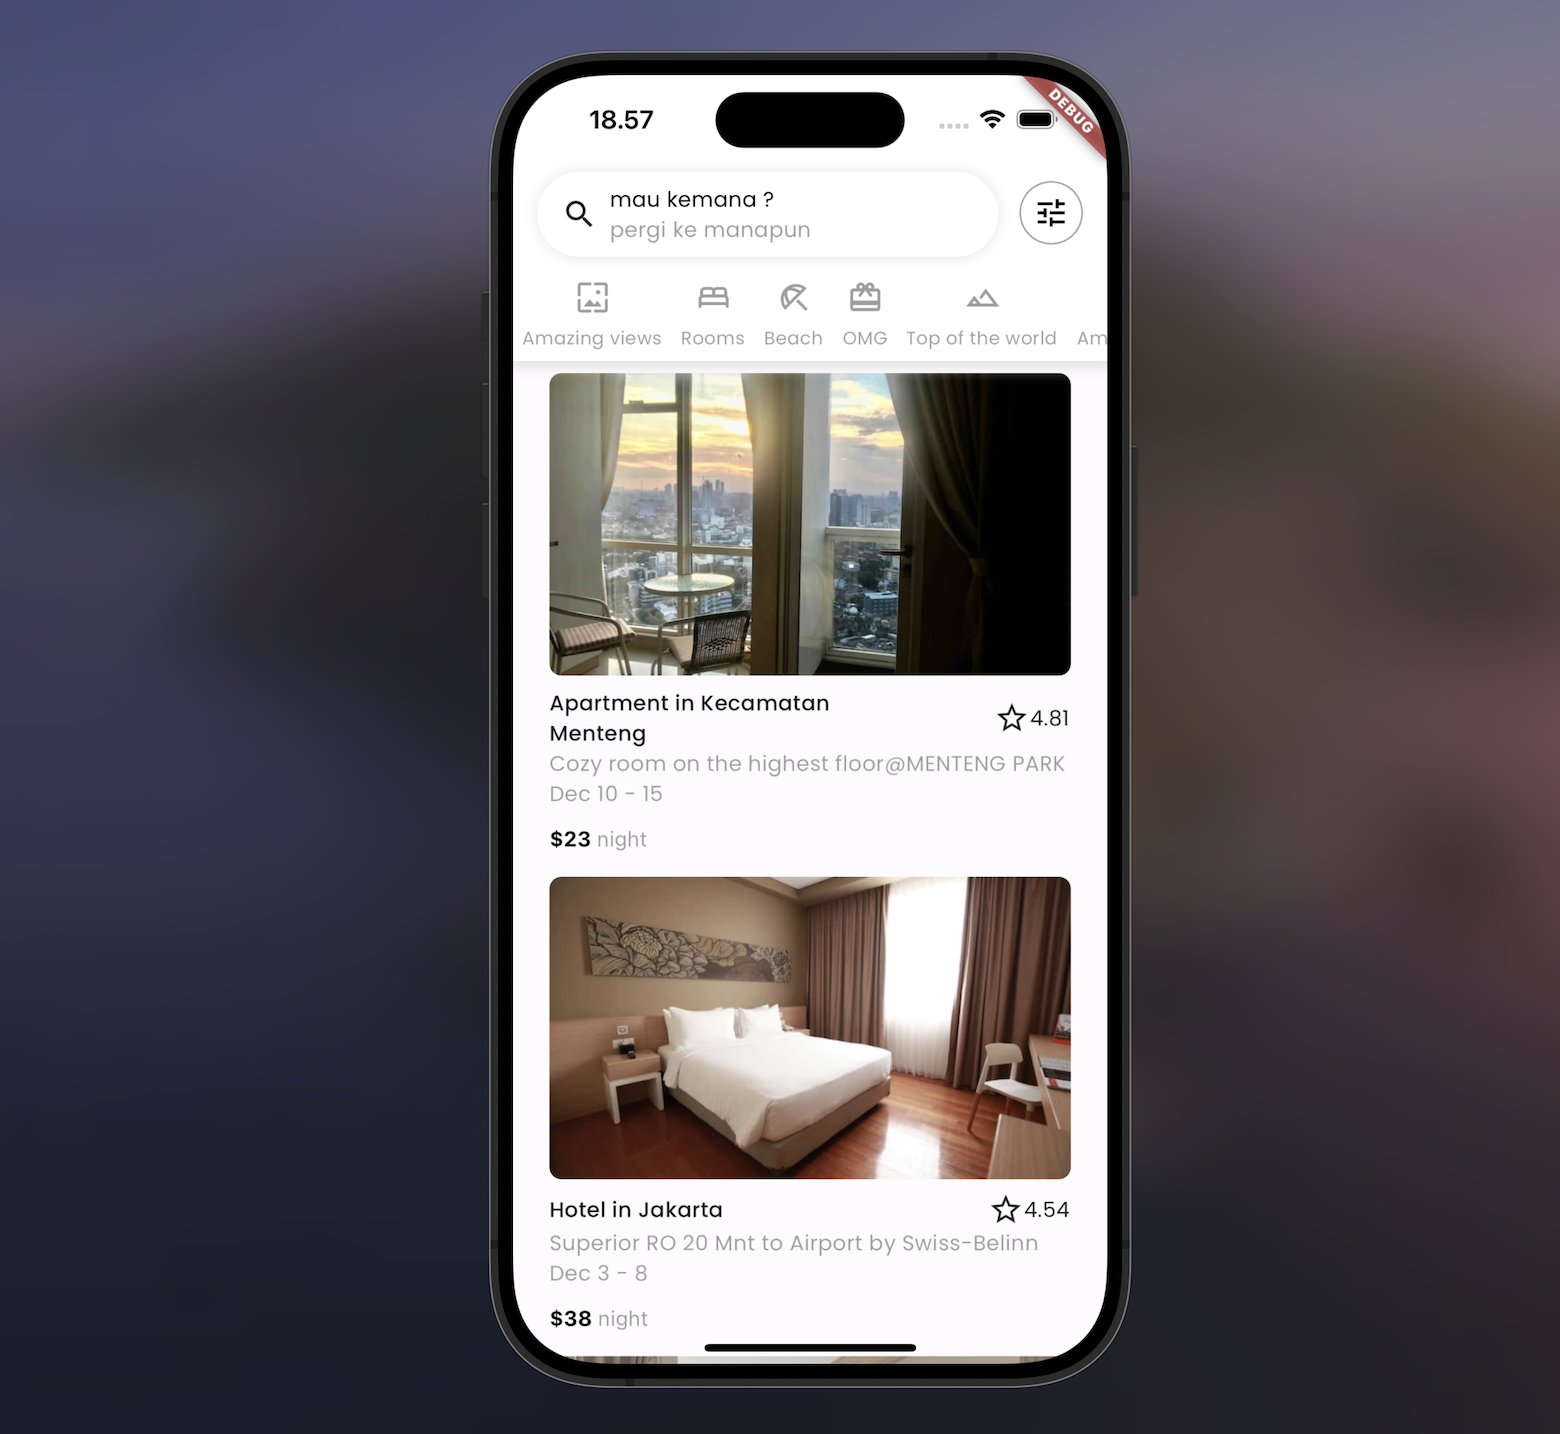 18.57
DEBUG
mau kemana ?
pergi ke manapun
Amazing views Rooms Beach OMG Top of the world Am
Apartment in Kecamatan
Menteng
4.81
Cozy room on the highest floor@MENTENG PARK
Dec 10 - 15
$23 night
Hotel in Jakarta
4.54
Superior RO 20 Mnt to Airport by Swiss-Belinn
Dec 3 - 8
$38 night